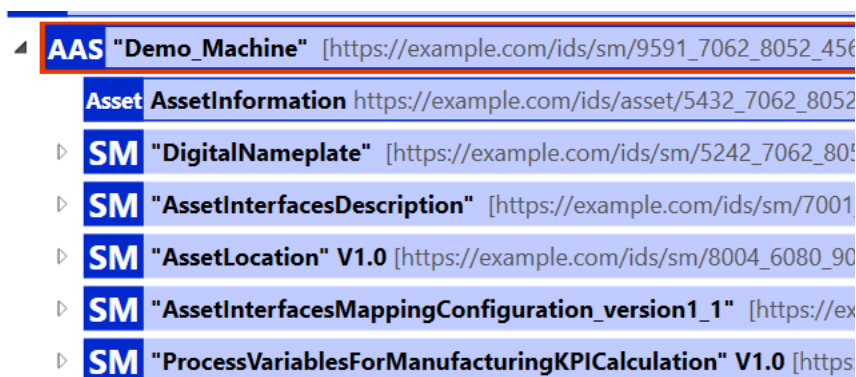 AAS "Demo_Machine" [https://example.com/ids/sm/9591_7062_8052_456
Asset AssetInformation https://example.com/ids/asset/5432_7062_8052
SM "DigitalNameplate" [https://example.com/ids/sm/5242_7062_805
SM "AssetInterfacesDescription" [https://example.com/ids/sm/7001_
SM "AssetLocation" V1.0 [https://example.com/ids/sm/8004_6080_90
SM "AssetInterfacesMappingConfiguration_version1_1" [https://ex
SM "ProcessVariablesForManufacturingKPICalculation" V1.0 [https